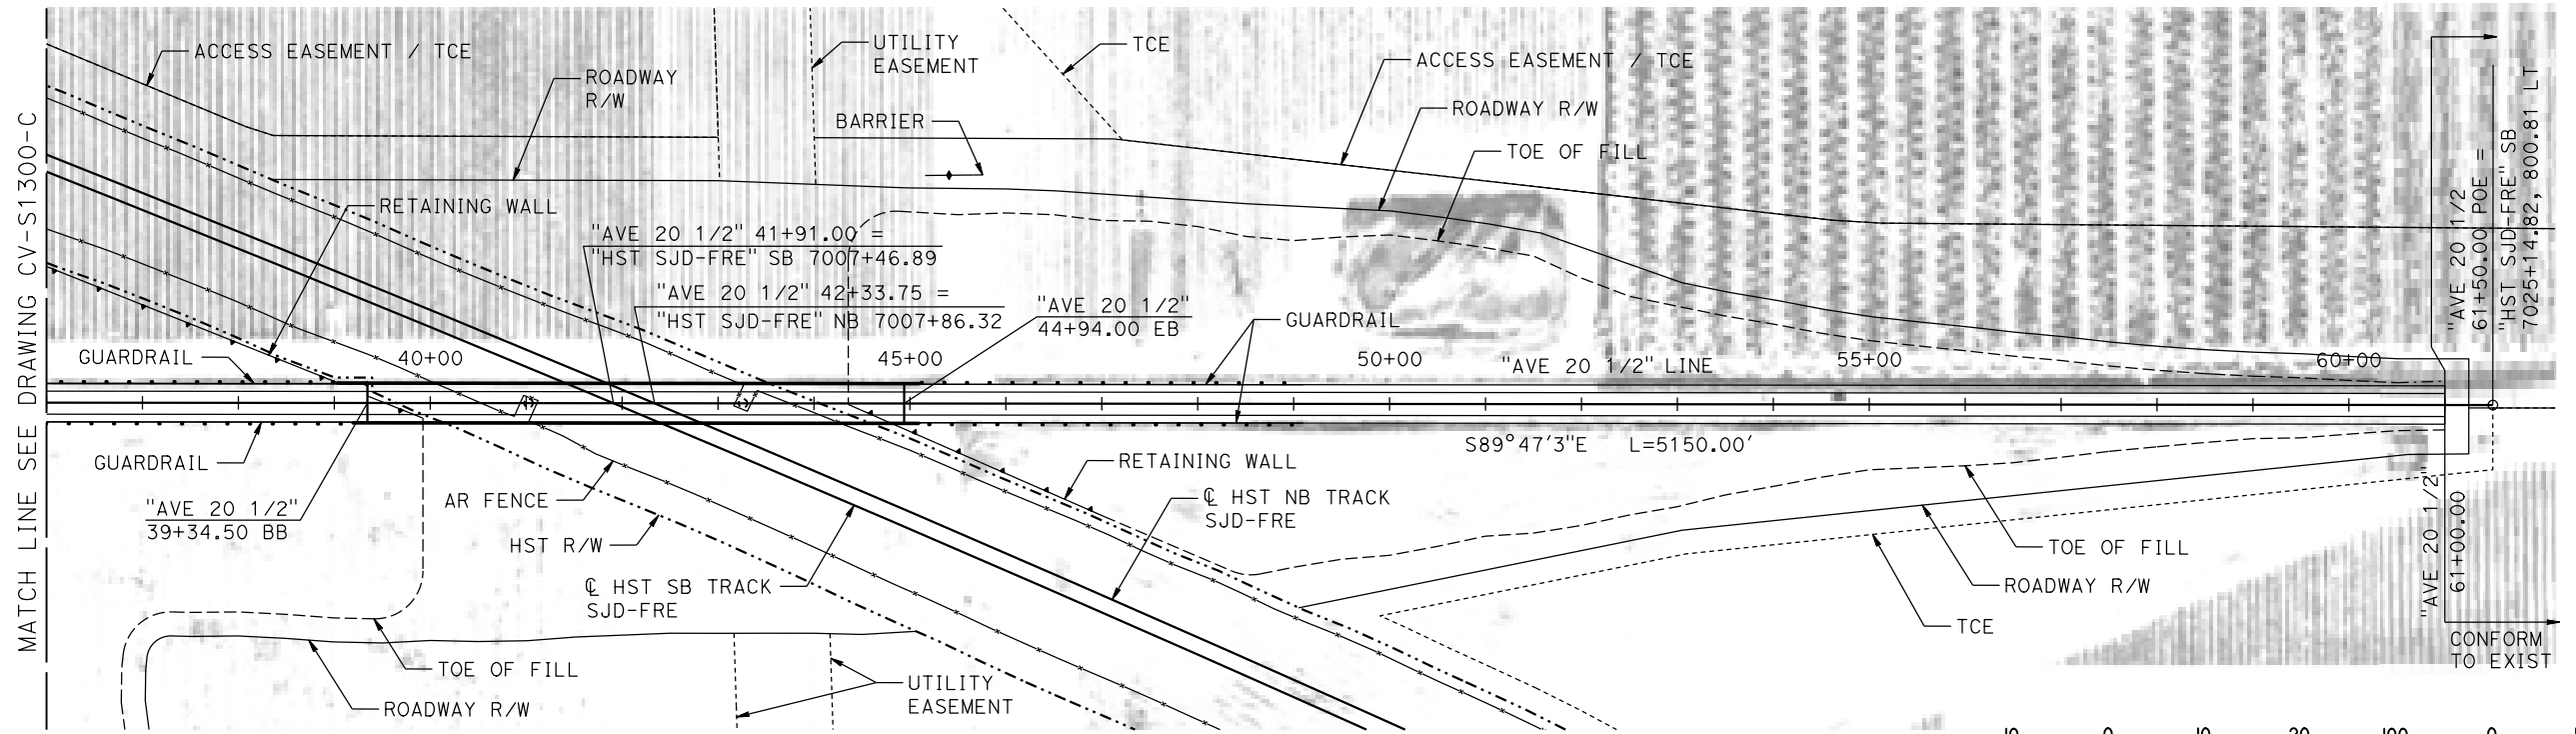 ACCESS EASEMENT / TCE
ROADWAY
R/W
UTILITY
EASEMENT
TCE
ACCESS EASEMENT / TCE
ROADWAY R/W
BARRIER
TOE OF FILL
RETAINING WALL
"AVE 20 1/2" 41+91.00 =
"HST SJD-FRE" SB 7007+46.89
"AVE 20 1/2" 42+33.75 =
"HST SJD-FRE" NB 7007+86.32
"AVE 20 1/2"
44+94.00 EB
GUARDRAIL
"AVE 20 1/2
61+50.00 POE =
"HST SJD-FRE" SB
7025+14.82, 800.81 LT
MATCH LINE SEE DRAWING CV-S1300-C
GUARDRAIL
40+00
45+00
50+00
"AVE 20 1/2" LINE
55+00
60+00
S89°47'3"E L=5150.00'
GUARDRAIL
"AVE 20 1/2"
39+34.50 BB
AR FENCE
HST R/W
℄ HST SB TRACK
SJD-FRE
RETAINING WALL
℄ HST NB TRACK
SJD-FRE
TOE OF FILL
ROADWAY R/W
TCE
"AVE 20 1/2"
61+00.00
CONFORM
TO EXIST
TOE OF FILL
ROADWAY R/W
UTILITY
EASEMENT